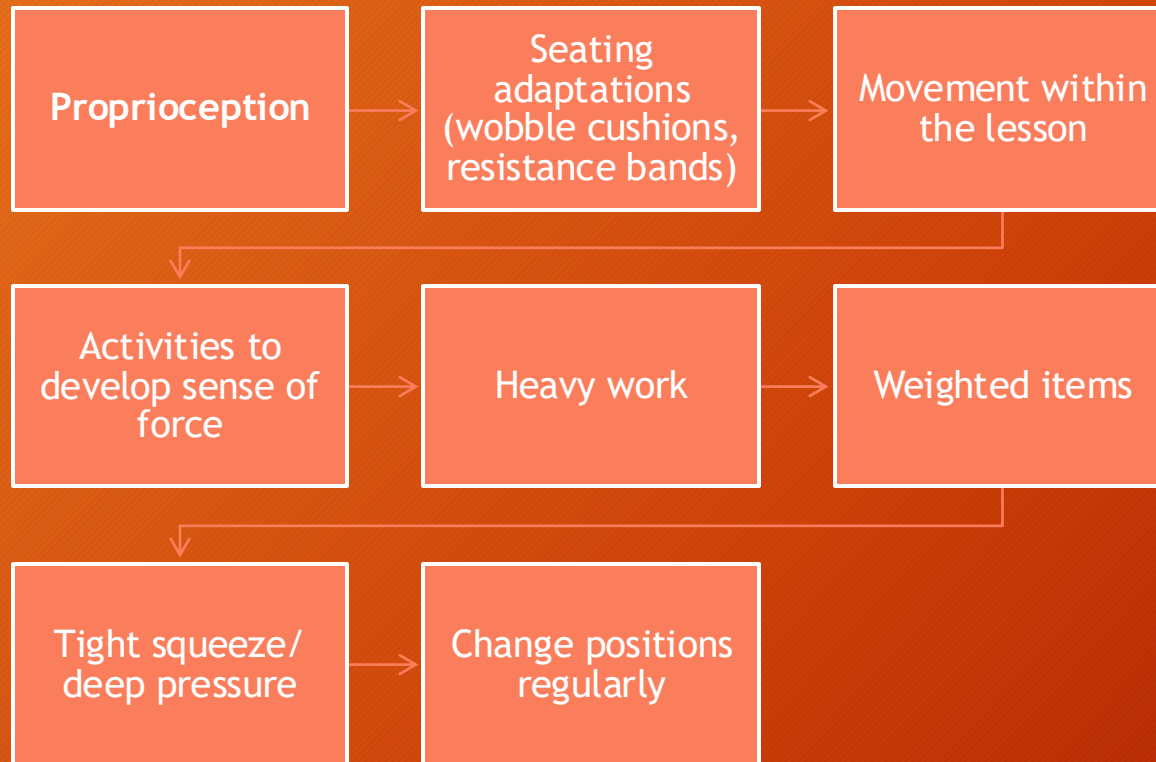 Proprioception
Seating
adaptations
(wobble cushions,
resistance bands)
Movement within
the lesson
Activities to
develop sense of
force
Heavy work
Weighted items
Tight squeeze/
deep pressure
Change positions
regularly